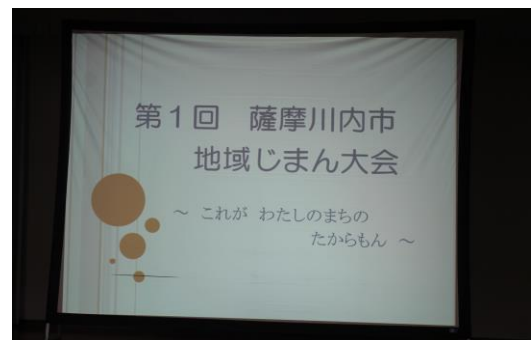 第１回　薩摩川内市
地域じまん大会
～ これが わたしのまちの
たからもん ～